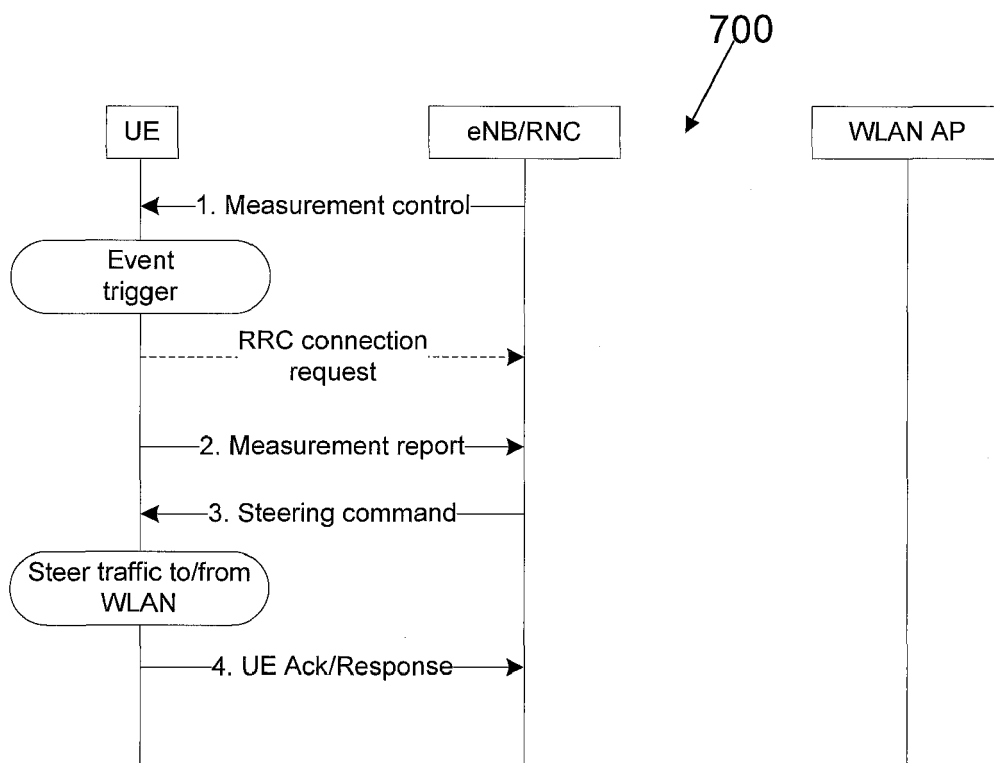 700
UE
eNB/RNC
WLAN AP
1. Measurement control
Event
trigger
RRC connection
request
2. Measurement report
3. Steering command
Steer traffic to/from
WLAN
4. UE Ack/Response